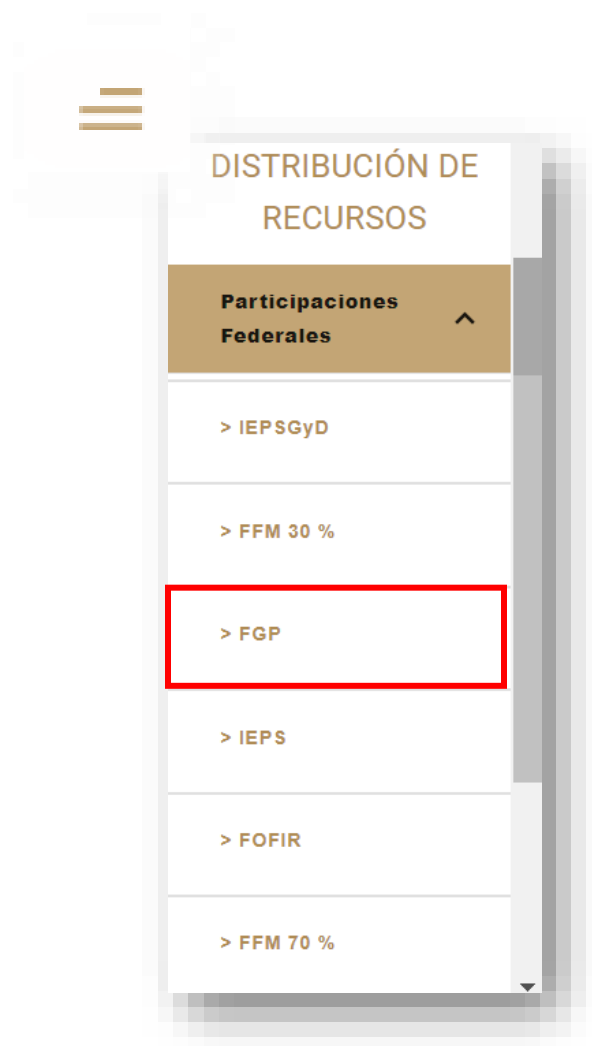 DISTRIBUCIÓN DE
RECURSOS
Participaciones
Federales
> IEPSGyD
> FFM 30 %
> FGP
> IEPS
> FOFIR
> FFM 70 %